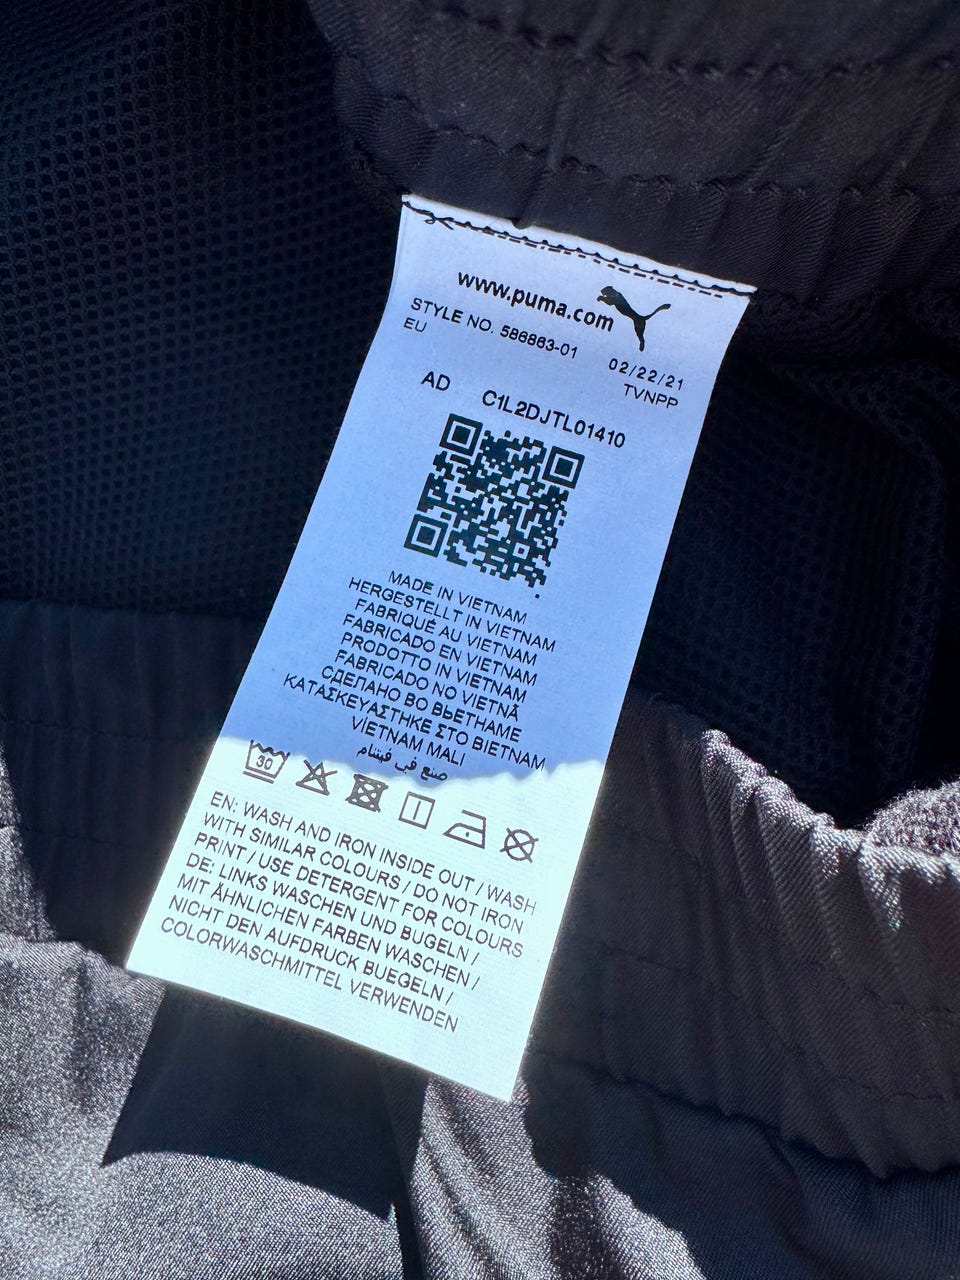 www.puma.com
STYLE NO. 586863-01
EU
02/22/21
TVNPP
AD C1L2DJTL01410
MADE IN VIETNAM
HERGESTELLT IN VIETNAM
FABRIQUÉ AU VIETNAM
FABRICADO EN VIETNAM
PRODOTTO IN VIETNAM
FABRICADO NO VIETNÃ
СДЕЛАНО ВО ВЬЕТНАМЕ
ΚΑΤΑΣΚΕΥΑΣΤΗΚΕ ΣΤΟ ΒΙΕΤΝΑΜ
VİETNAM MALI
صنع في فيتنام
30
EN: WASH AND IRON INSIDE OUT / WASH
WITH SIMILAR COLOURS / DO NOT IRON
PRINT / USE DETERGENT FOR COLOURS
DE: LINKS WASCHEN UND BUGELN /
MIT ÄHNLICHEN FARBEN WASCHEN /
NICHT DEN AUFDRUCK BUEGELN /
COLORWASCHMITTEL VERWENDEN